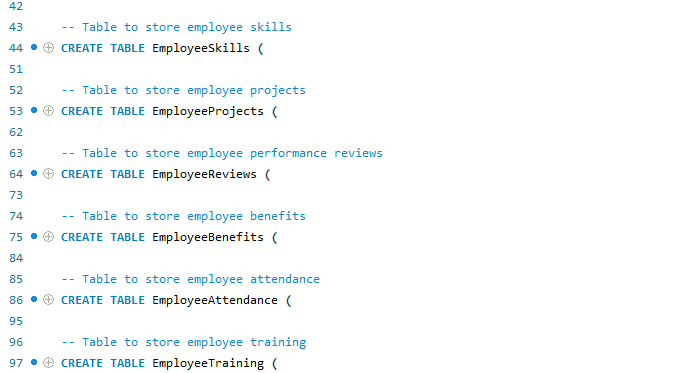 42
43 -- Table to store employee skills
44 CREATE TABLE EmployeeSkills (
51
52 -- Table to store employee projects
53 CREATE TABLE EmployeeProjects (
62
63 -- Table to store employee performance reviews
64 CREATE TABLE EmployeeReviews (
73
74 -- Table to store employee benefits
75 CREATE TABLE EmployeeBenefits (
84
85 -- Table to store employee attendance
86 CREATE TABLE EmployeeAttendance (
95
96 -- Table to store employee training
97 CREATE TABLE EmployeeTraining (